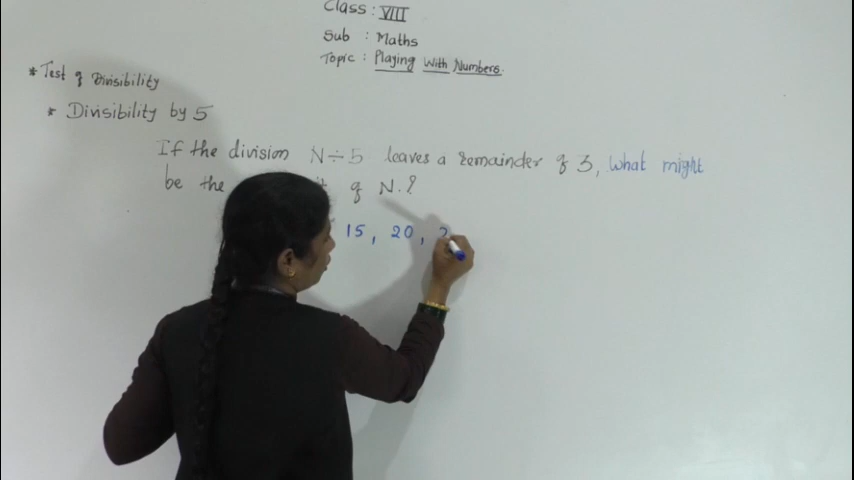 Class : VIII
Sub : Maths
Topic : Playing With Numbers.
* Test of Divisibility
* Divisibility by 5
If the division N ÷ 5 leaves a remainder of 3, what might
be the of N.?
15, 20, 2